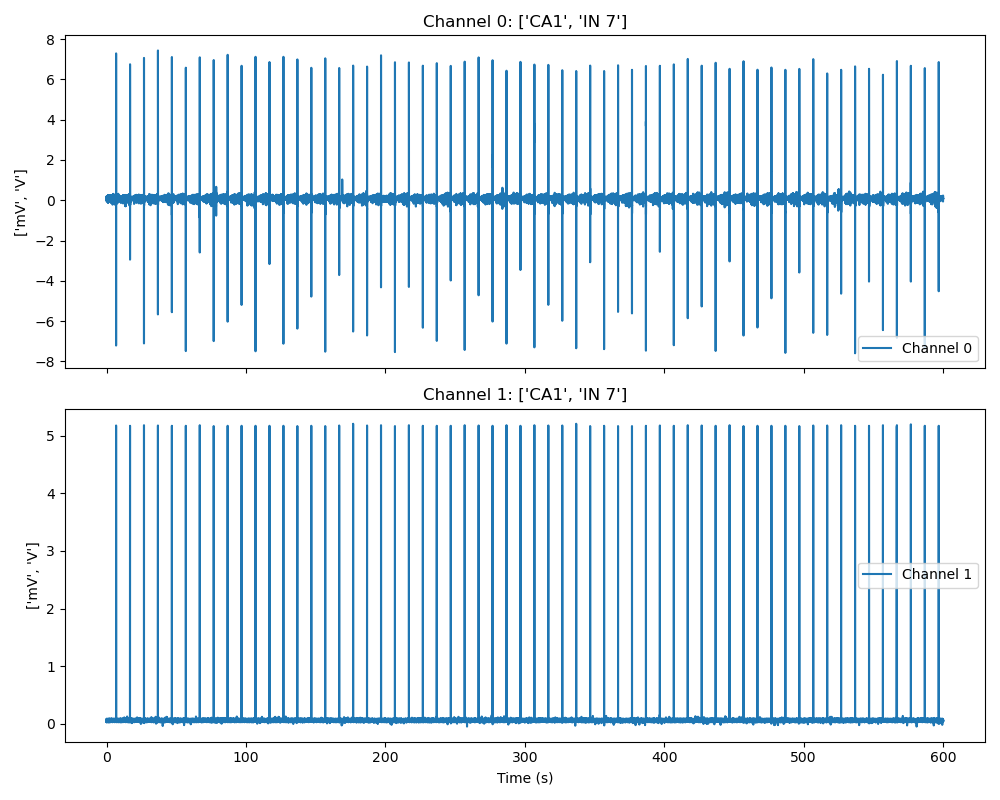 Channel 0: ['CA1', 'IN 7']
8
6
4
2
0
−2
−4
−6
−8
['mV', 'V']
Channel 0
Channel 1: ['CA1', 'IN 7']
5
4
3
2
1
0
['mV', 'V']
Channel 1
0 100 200 300 400 500 600
Time (s)